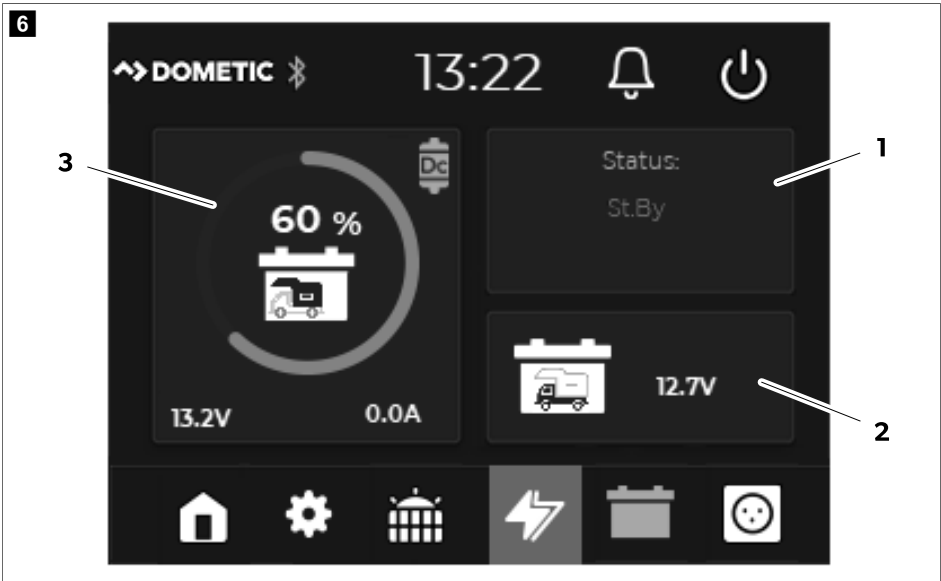 6
DOMETIC 13:22
3
Dc
60 %
13.2V 0.0A
Status:
St.By
1
12.7V
2